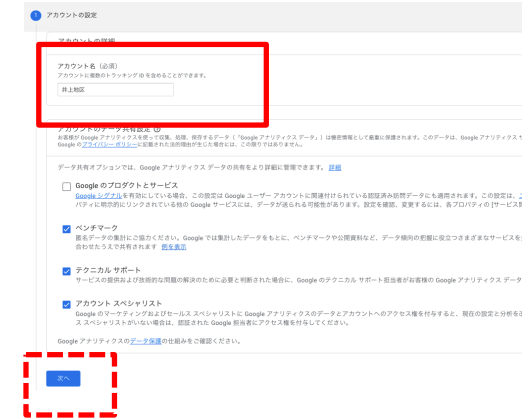 1 アカウントの設定
アカウントの詳細
アカウント名（必須）
アカウントに複数のトラッキング ID を含めることができます。
井上地区
アカウントのデータ共有設定
お客様が Google アナリティクスを使って収集、処理、保存するデータ（「Google アナリティクス データ」）は機密情報として厳重に保護されます。このデータは、Google アナリティクス サ
Google のプライバシー ポリシーに記載された法的理由が生じた場合には、この限りではありません。
データ共有オプションでは、Google アナリティクス データの共有をより詳細に管理できます。 詳細
Google のプロダクトとサービス
Google シグナルを有効にしている場合、この設定は Google ユーザー アカウントに関連付けられている認証済み訪問データにも適用されます。この設定は、
パティに明示的にリンクされている他の Google サービスには、データが送られる可能性があります。設定を確認、変更するには、各プロパティの [サービス
ベンチマーク
匿名データの集計にご協力ください。Google では集計したデータをもとに、ベンチマークや公開資料など、データ傾向の把握に役立つさまざまなサービスを
合わせたうえで共有されます 例を表示
テクニカル サポート
サービスの提供および技術的な問題の解決のために必要と判断された場合に、Google のテクニカル サポート担当者がお客様の Google アナリティクス データ
アカウント スペシャリスト
Google のマーケティングおよびセールス スペシャリストに Google アナリティクスのデータとアカウントへのアクセス権を付与すると、現在の設定と分析を
ス スペシャリストがいない場合は、認証された Google 担当者にアクセス権を付与してください。
Google アナリティクスのデータ保護の仕組みをご確認ください。
次へ